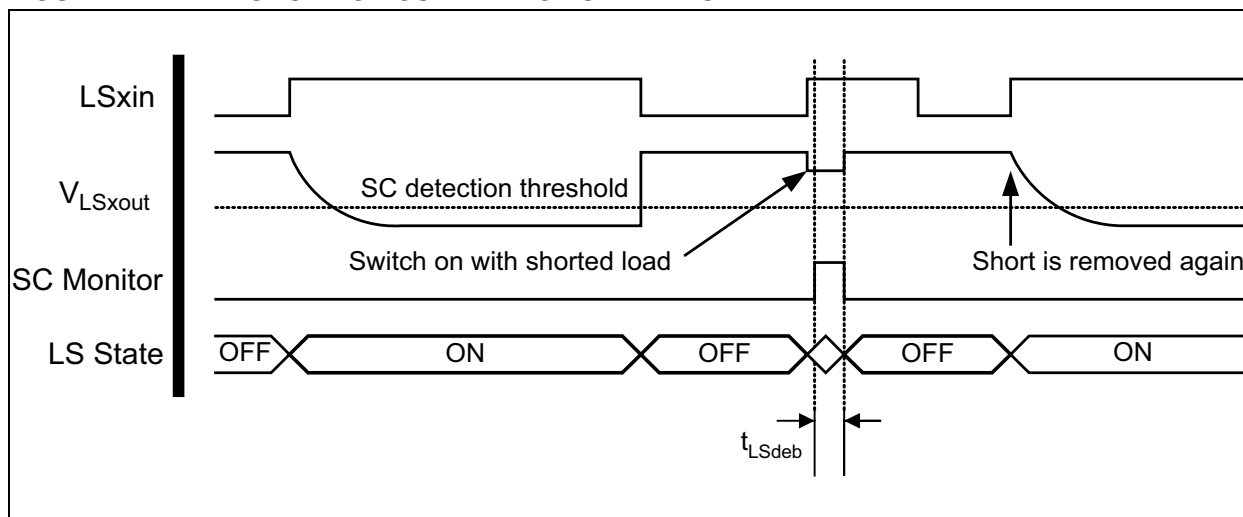 LSxin
VLSxout
SC detection threshold
Switch on with shorted load
Short is removed again
SC Monitor
LS State
OFF
ON
OFF
OFF
ON
tLSdeb